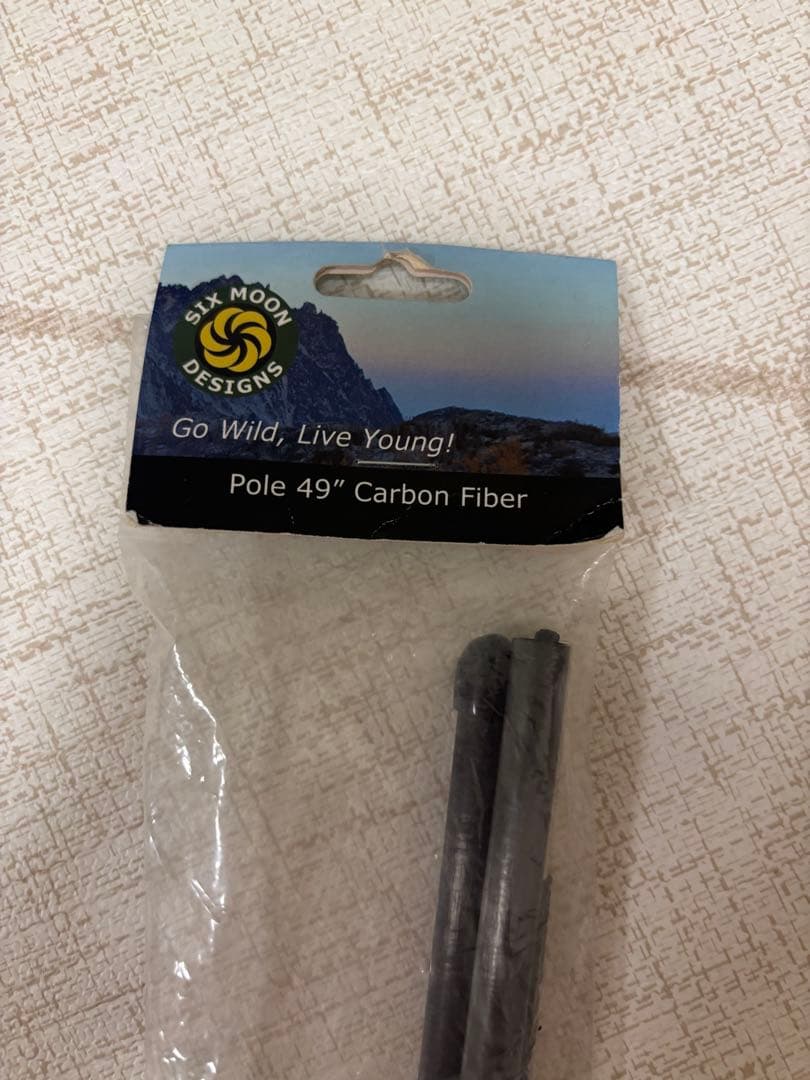 SIX MOON
DESIGNS
Go Wild, Live Young!
Pole 49” Carbon Fiber